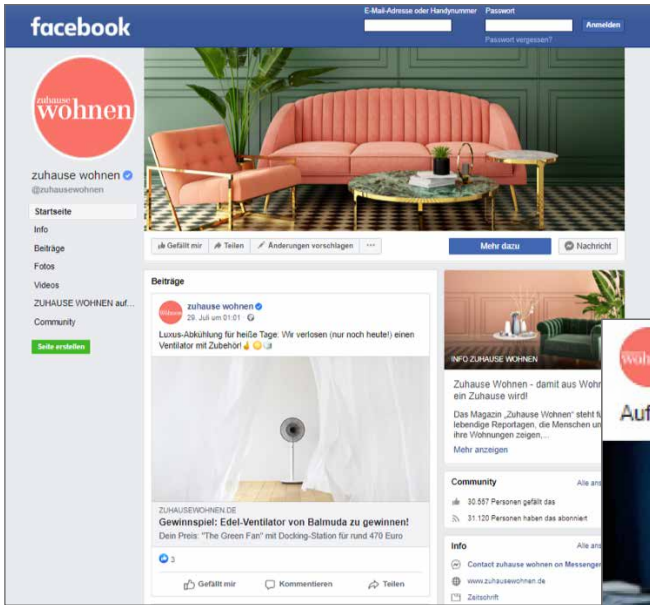 facebook
E-Mail-Adresse oder Handynummer
Passwort
Anmelden
Passwort vergessen?
zuhause
wohnen
zuhause wohnen
@zuhausewohnen
Startseite
Info
Beiträge
Fotos
Videos
ZUHAUSE WOHNEN auf...
Community
Seite erstellen
Gefällt mir
Teilen
Änderungen vorschlagen
Mehr dazu
Nachricht
Beiträge
zuhause wohnen
29. Juli um 01:01
Luxus-Abkühlung für heiße Tage: Wir verlosen (nur noch heute!) einen
Ventilator mit Zubehör!
ZUHAUSEWOHNEN.DE
Gewinnspiel: Edel-Ventilator von Balmuda zu gewinnen!
Dein Preis: "The Green Fan" mit Docking-Station für rund 470 Euro
3
Gefällt mir
Kommentieren
Teilen
INFO ZUHAUSE WOHNEN
Zuhause Wohnen - damit aus Wohn
ein Zuhause wird!
Das Magazin „Zuhause Wohnen“ steht fü
lebendige Reportagen, die Menschen un
ihre Wohnungen zeigen,...
Mehr anzeigen
Community
Alle ans
30.557 Personen gefällt das
31.120 Personen haben das abonniert
Info
Alle ans
Contact zuhause wohnen on Messenger
www.zuhausewohnen.de
Zeitschrift
Auf